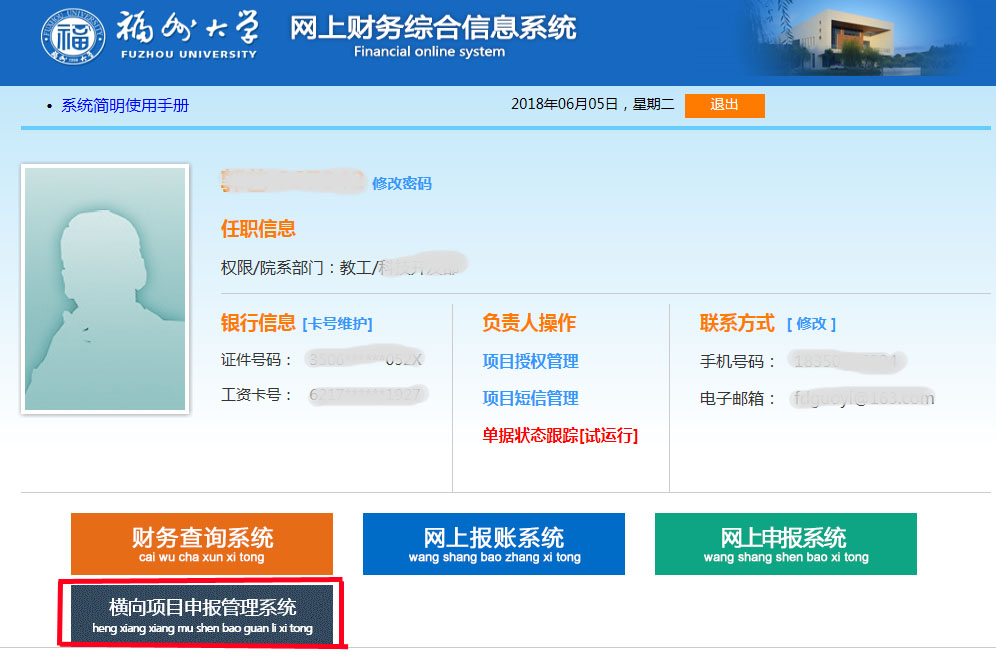 福州大学
FUZHOU UNIVERSITY
网上财务综合信息系统
Financial online system
• 系统简明使用手册
2018年06月05日，星期二
退出
修改密码
任职信息
权限/院系部门：教工/
银行信息 [卡号维护]
证件号码：
工资卡号：
负责人操作
项目授权管理
项目短信管理
单据状态跟踪[试运行]
联系方式 [ 修改 ]
手机号码：
电子邮箱：
财务查询系统
cai wu cha xun xi tong
网上报账系统
wang shang bao zhang xi tong
网上申报系统
wang shang shen bao xi tong
横向项目申报管理系统
heng xiang xiang mu shen bao guan li xi tong